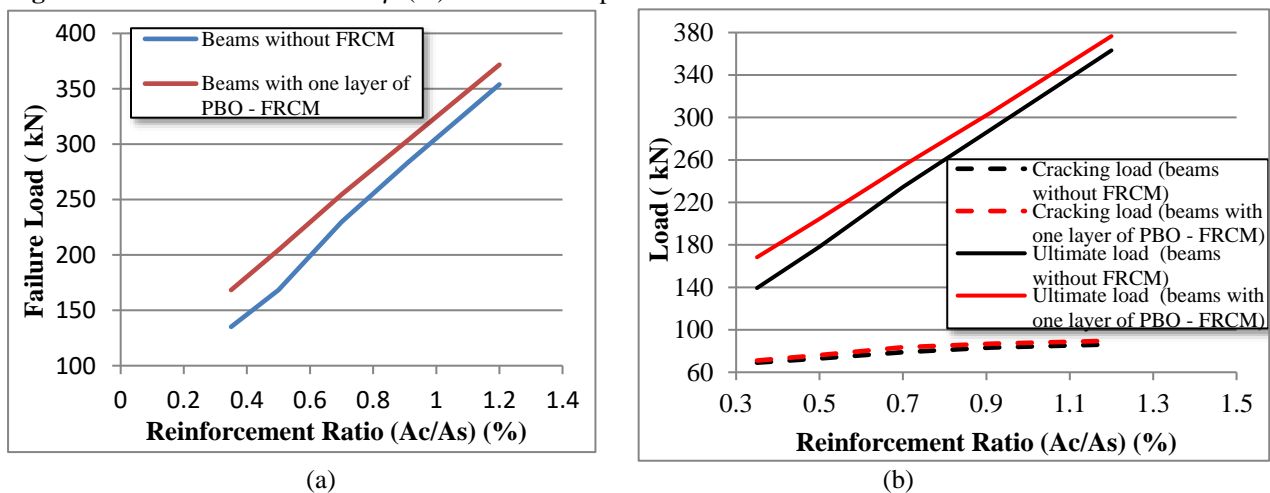 400
350
300
250
200
150
100
Failure Load ( kN)
Beams without FRCM
Beams with one layer of
PBO - FRCM
0 0.2 0.4 0.6 0.8 1 1.2 1.4
Reinforcement Ratio (Ac/As) (%)
(a)
380
340
300
260
220
180
140
100
60
Load ( kN)
Cracking load (beams
without FRCM)
Cracking load (beams with
one layer of PBO - FRCM)
Ultimate load (beams
without FRCM)
Ultimate load (beams with
one layer of PBO - FRCM)
0.3 0.5 0.7 0.9 1.1 1.3 1.5
Reinforcement Ratio (Ac/As) (%)
(b)